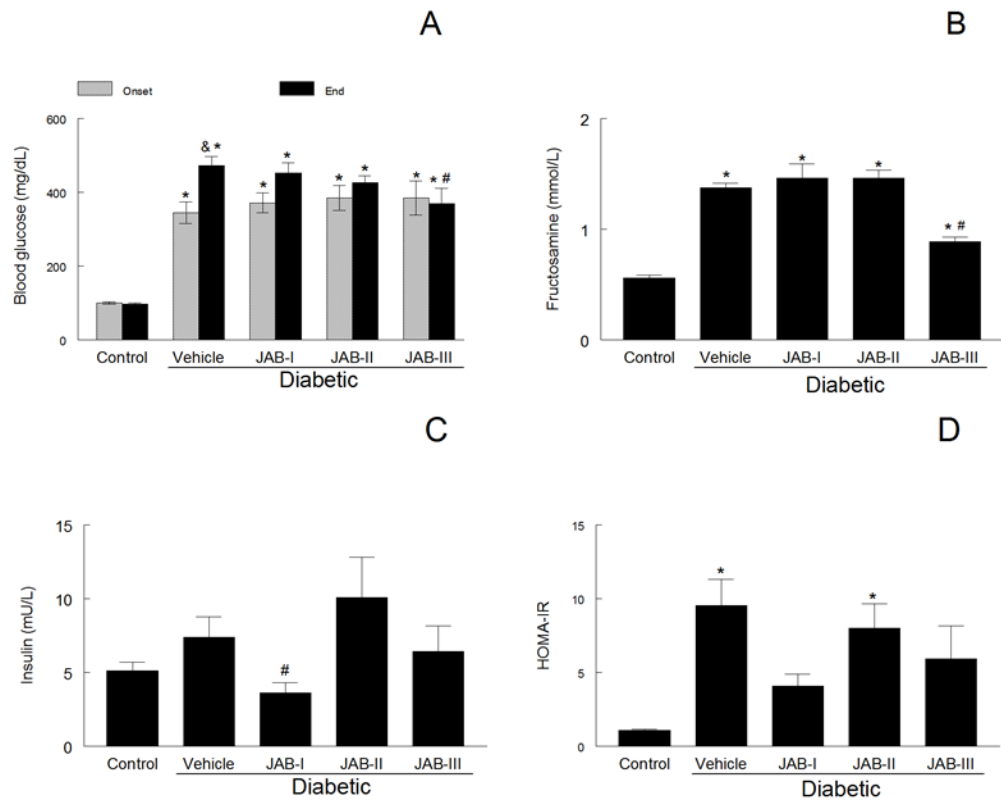 A
Onset End
Blood glucose (mg/dL)
600
400
200
0
* & * * * * * * * #
Control Vehicle JAB-I JAB-II JAB-III
Diabetic
B
Fructosamine (mmol/L)
2
1
0
* * * * #
Control Vehicle JAB-I JAB-II JAB-III
Diabetic
C
Insulin (mU/L)
15
10
5
0
#
Control Vehicle JAB-I JAB-II JAB-III
Diabetic
D
HOMA-IR
15
10
5
0
* *
Control Vehicle JAB-I JAB-II JAB-III
Diabetic